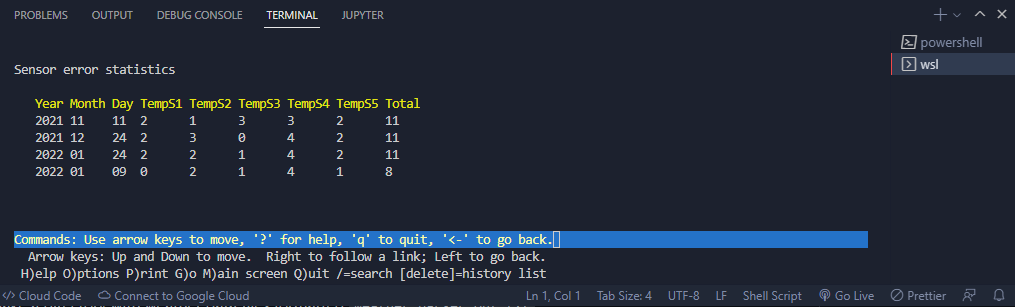 PROBLEMS OUTPUT DEBUG CONSOLE TERMINAL JUPYTER
powershell
wsl
Sensor error statistics
Year Month Day TempS1 TempS2 TempS3 TempS4 TempS5 Total
2021 11 11 2 1 3 3 2 11
2021 12 24 2 3 0 4 2 11
2022 01 24 2 2 1 4 2 11
2022 01 09 0 2 1 4 1 8
Commands: Use arrow keys to move, '?' for help, 'q' to quit, '<-' to go back.
Arrow keys: Up and Down to move. Right to follow a link; Left to go back.
H)elp O)ptions P)rint G)o M)ain screen Q)uit /=search [delete]=history list
Cloud Code Connect to Google Cloud Ln 1, Col 1 Tab Size: 4 UTF-8 LF Shell Script Go Live Prettier